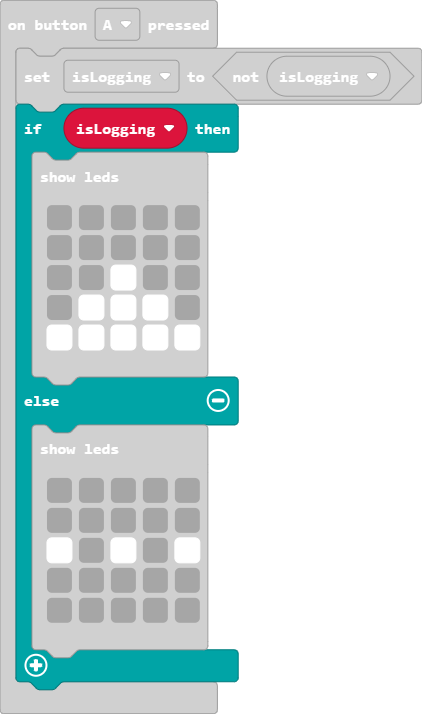 on button A pressed
set isLogging to not isLogging
if isLogging then
show leds
else
show leds